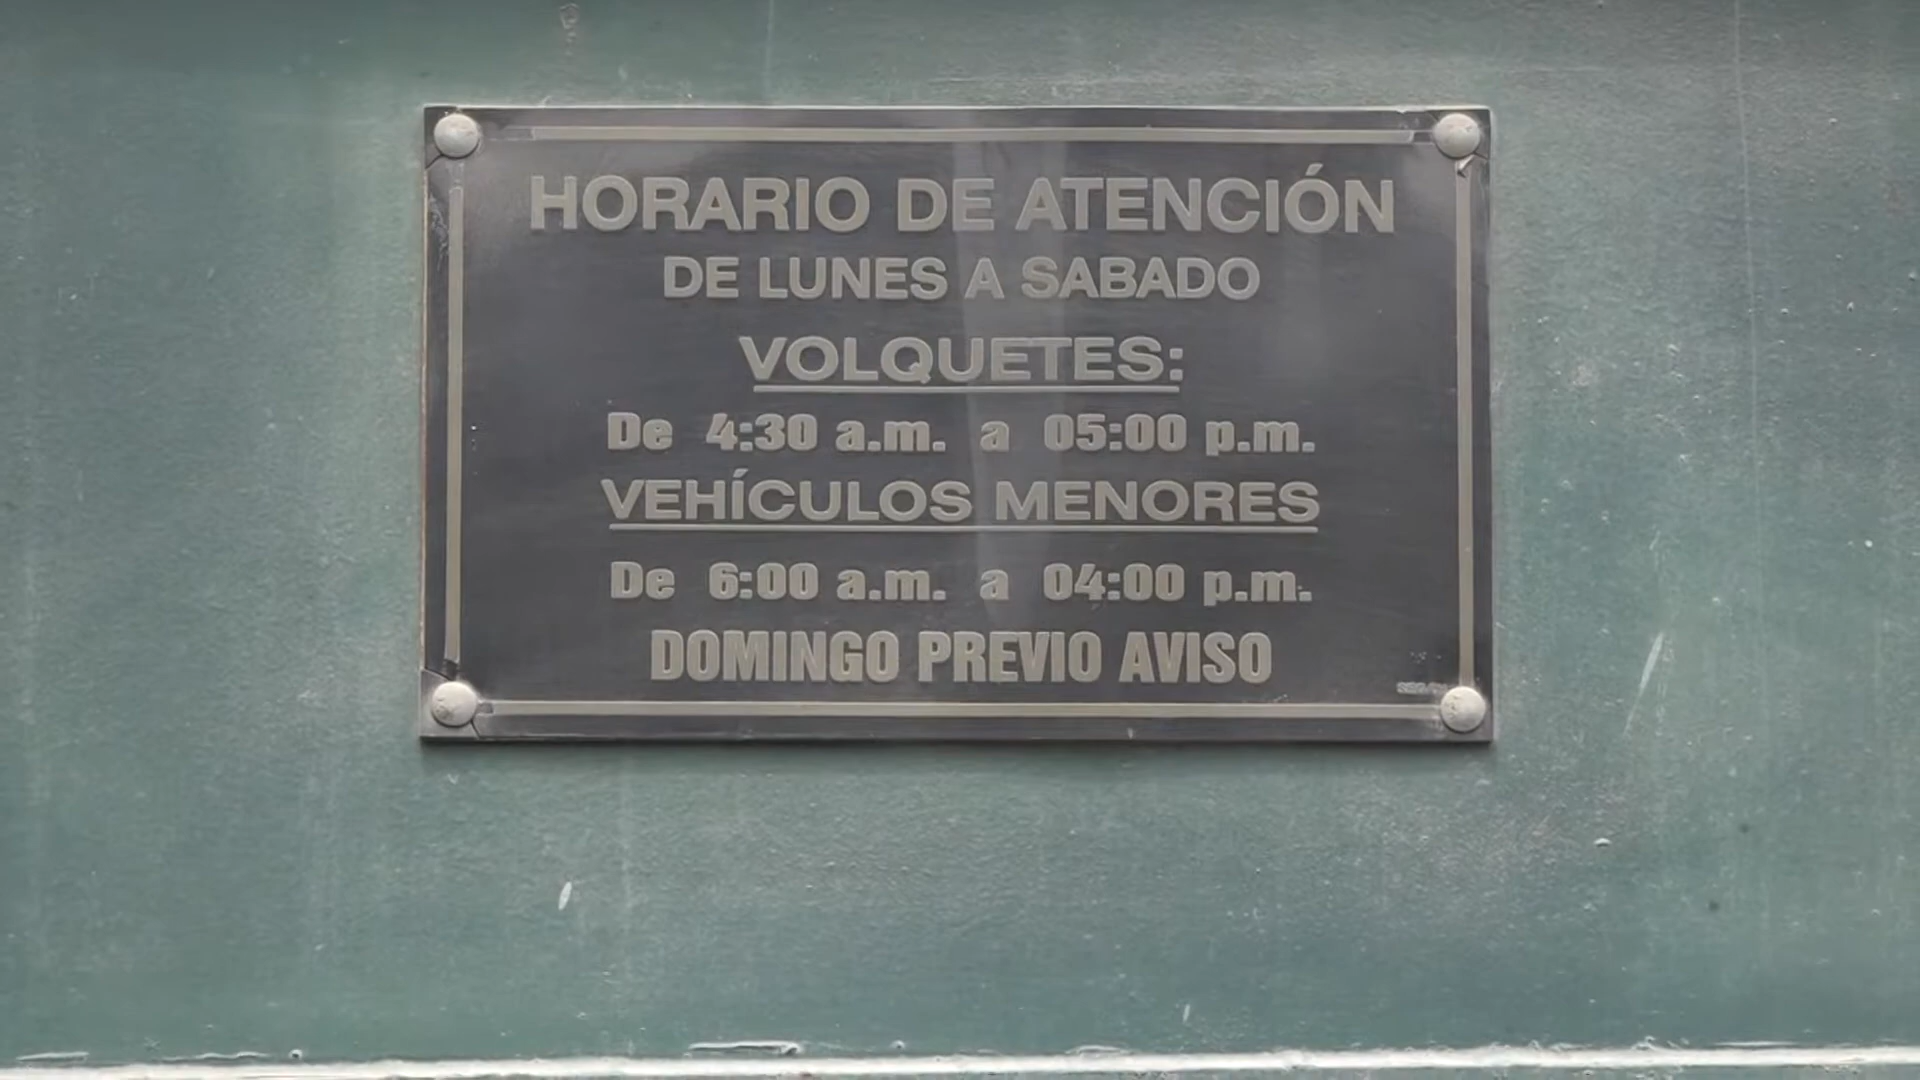 HORARIO DE ATENCIÓN
DE LUNES A SABADO
VOLQUETES:
De 4:30 a.m. a 05:00 p.m.
VEHÍCULOS MENORES
De 6:00 a.m. a 04:00 p.m.
DOMINGO PREVIO AVISO